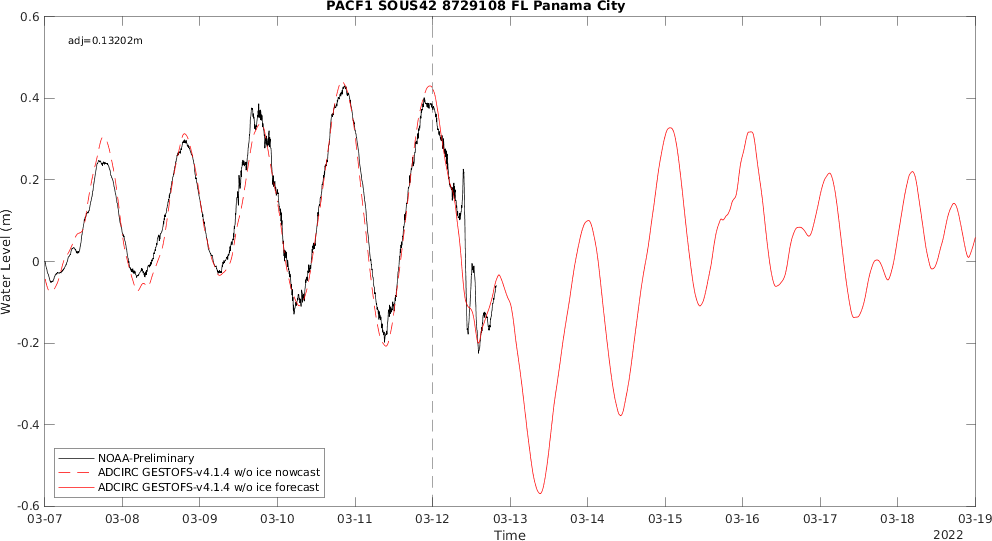 PACF1 SOUS42 8729108 FL Panama City
adj=0.13202m
0.6
0.4
0.2
0
-0.2
-0.4
-0.6
Water Level (m)
NOAA-Preliminary
ADCIRC GESTOFS-v4.1.4 w/o ice nowcast
ADCIRC GESTOFS-v4.1.4 w/o ice forecast
03-07 03-08 03-09 03-10 03-11 03-12 03-13 03-14 03-15 03-16 03-17 03-18 03-19
Time
2022